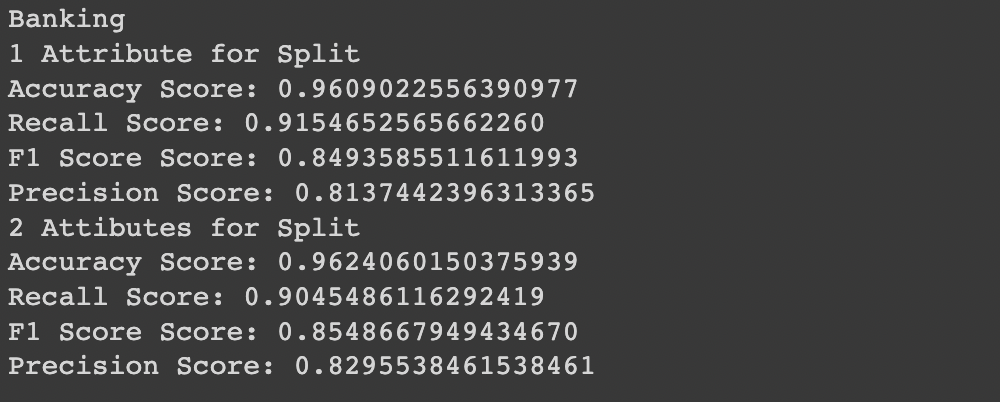 Banking
1 Attribute for Split
Accuracy Score: 0.9609022556390977
Recall Score: 0.9154652565662260
F1 Score Score: 0.8493585511611993
Precision Score: 0.8137442396313365
2 Attibutes for Split
Accuracy Score: 0.9624060150375939
Recall Score: 0.9045486116292419
F1 Score Score: 0.8548667949434670
Precision Score: 0.8295538461538461